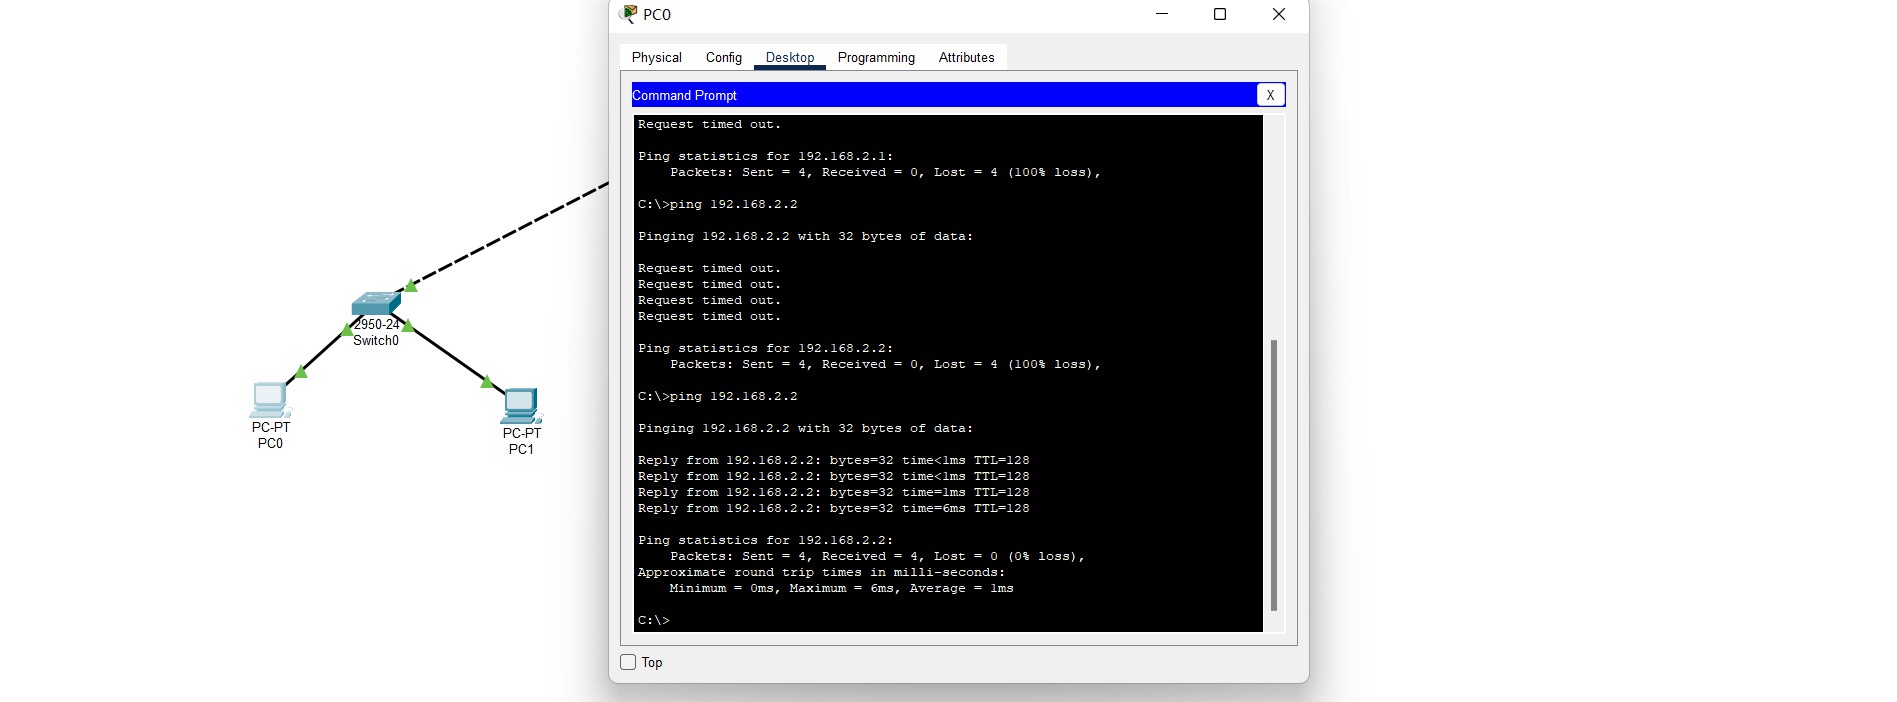 PC0
Physical Config Desktop Programming Attributes
Command Prompt X
Request timed out.
Ping statistics for 192.168.2.1:
Packets: Sent = 4, Received = 0, Lost = 4 (100% loss),
C:\>ping 192.168.2.2
Pinging 192.168.2.2 with 32 bytes of data:
Request timed out.
Request timed out.
Request timed out.
Request timed out.
Ping statistics for 192.168.2.2:
Packets: Sent = 4, Received = 0, Lost = 4 (100% loss),
C:\>ping 192.168.2.2
Pinging 192.168.2.2 with 32 bytes of data:
Reply from 192.168.2.2: bytes=32 time<1ms TTL=128
Reply from 192.168.2.2: bytes=32 time<1ms TTL=128
Reply from 192.168.2.2: bytes=32 time=1ms TTL=128
Reply from 192.168.2.2: bytes=32 time=6ms TTL=128
Ping statistics for 192.168.2.2:
Packets: Sent = 4, Received = 4, Lost = 0 (0% loss),
Approximate round trip times in milli-seconds:
Minimum = 0ms, Maximum = 6ms, Average = 1ms
C:\>
Top
2950-24
Switch0
PC-PT
PC0
PC-PT
PC1